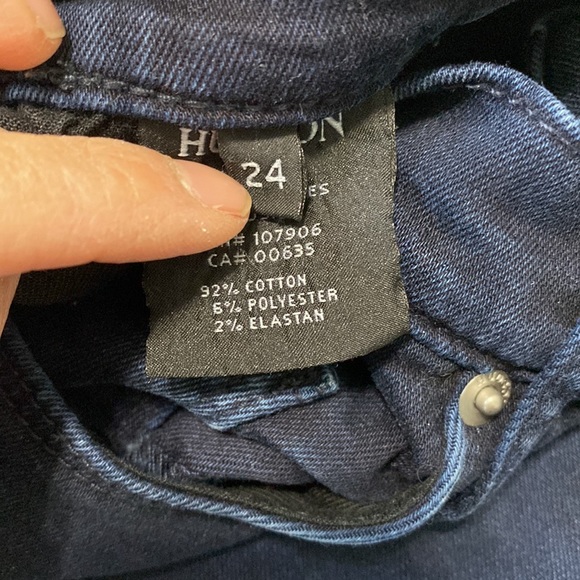 24
# 107906
CA# 00635
92% COTTON
6% POLYESTER
2% ELASTAN